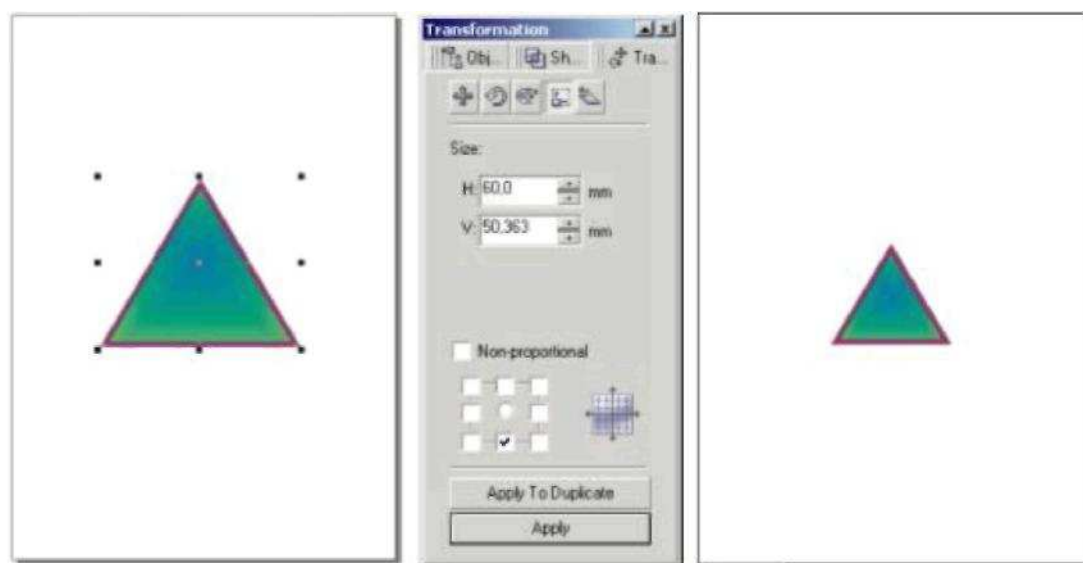 Transformation
Obj... Sh... Tra...
Size:
H: 60.0 mm
V: 50.363 mm
Non-proportional
Apply To Duplicate
Apply